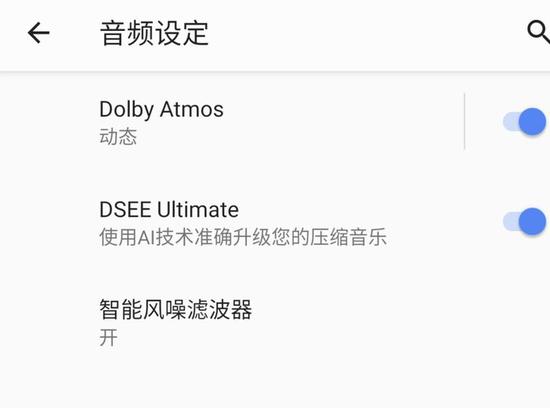 音频设定
Dolby Atmos
动态
DSEE Ultimate
使用AI技术准确升级您的压缩音乐
智能风噪滤波器
开